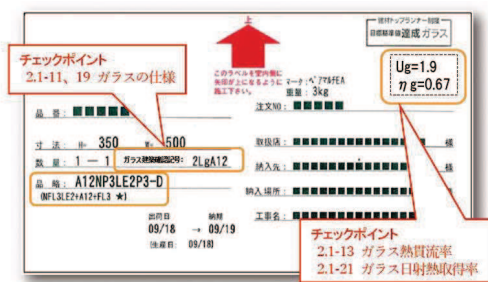 上
このラベルを室内側に
矢印が上になるように
施工下さい。
建材トップランナー制度
目標基準値達成ガラス
チェックポイント
2.1-11、19 ガラスの仕様
マーク:ペアマルチEA
重量: 3kg
Ug=1.9
ηg=0.67
品 番:
注文NO:
寸 法: H= 350 W= 500
取扱店: 様
数 量: 1 ー 1 ガラス建築確認記号: 2LgA12
納入先: 様
品 略: A12NP3LE2P3-D
(NFL3LE2+A12+FL3 ★)
納入場所:
出荷日 納期
09/18 → 09/19
(生産日: 09/18)
工事名:
チェックポイント
2.1-13 ガラス熱貫流率
2.1-21 ガラス日射熱取得率